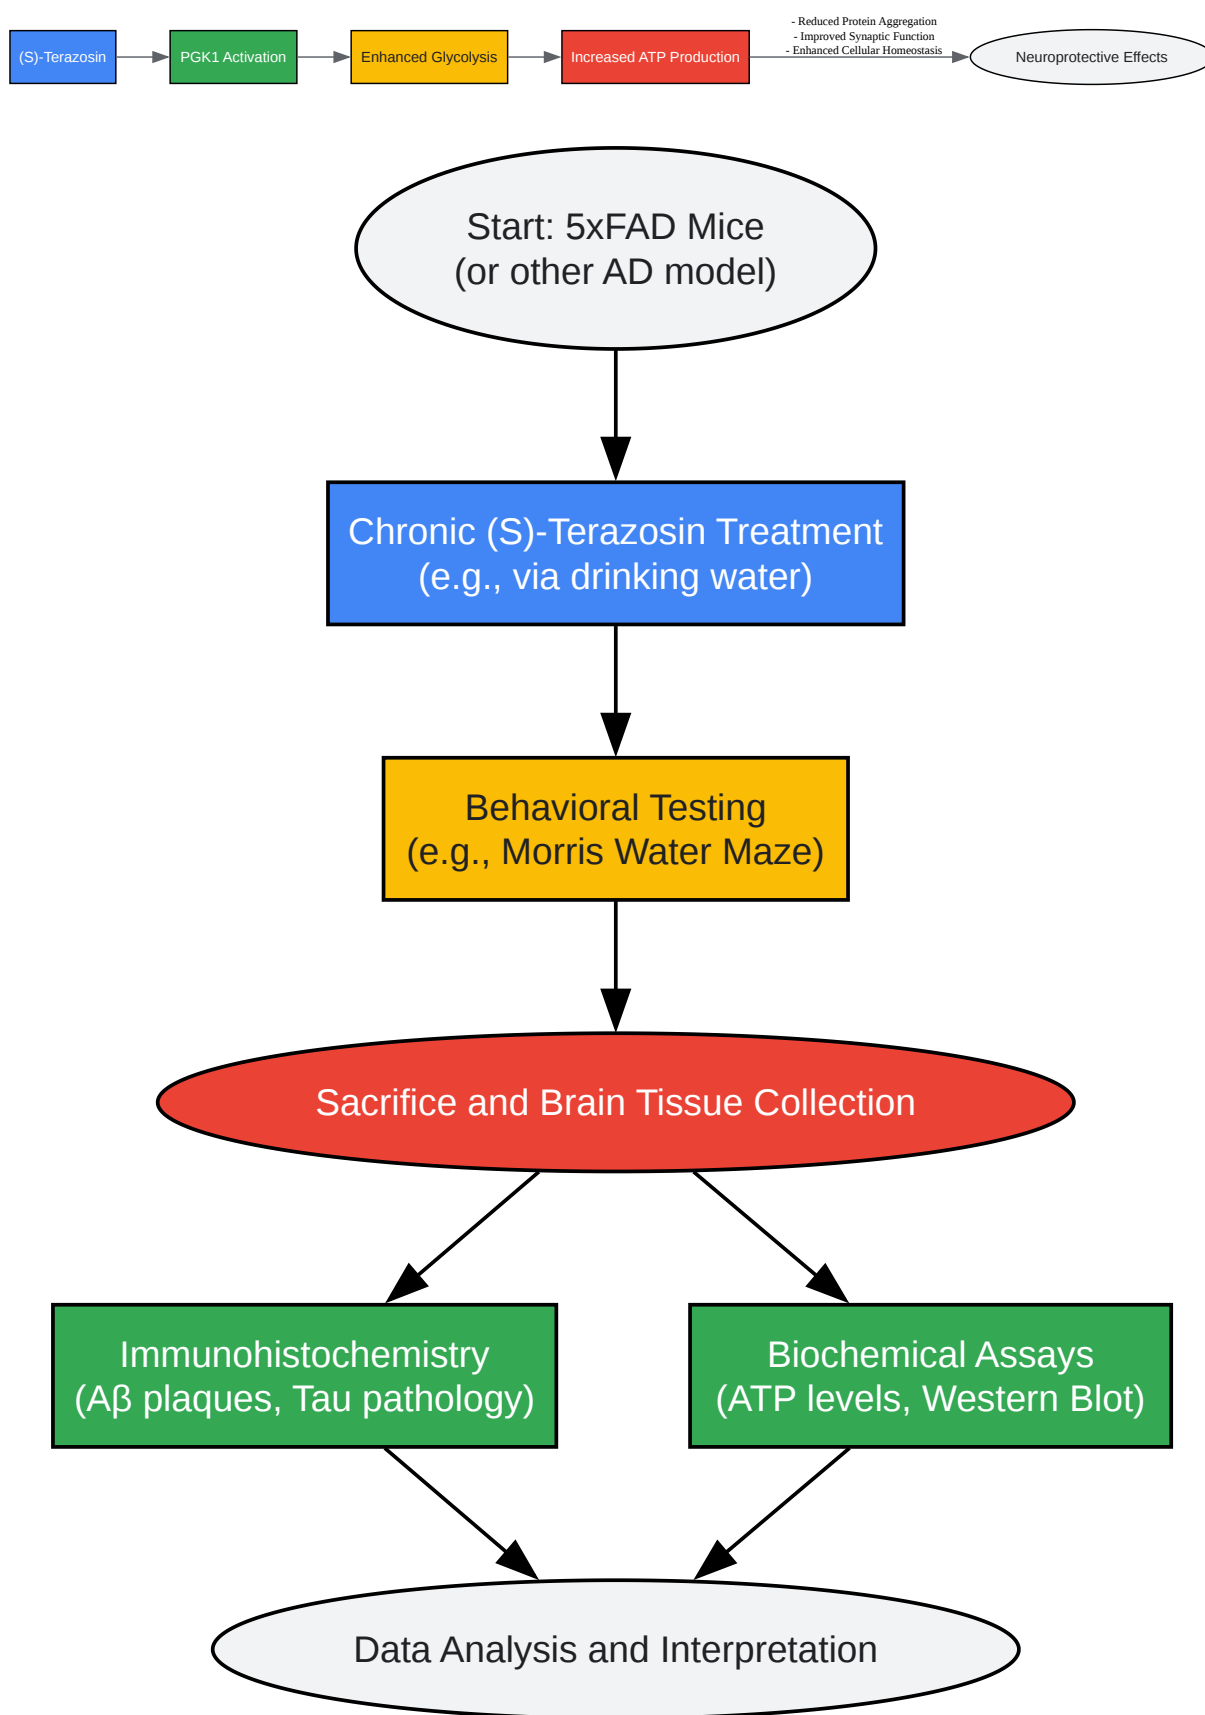 (S)-Terazosin
PGK1 Activation
Enhanced Glycolysis
Increased ATP Production
- Reduced Protein Aggregation
- Improved Synaptic Function
- Enhanced Cellular Homeostasis
Neuroprotective Effects
Start: 5xFAD Mice
(or other AD model)
Chronic (S)-Terazosin Treatment
(e.g., via drinking water)
Behavioral Testing
(e.g., Morris Water Maze)
Sacrifice and Brain Tissue Collection
Immunohistochemistry
(Aβ plaques, Tau pathology)
Biochemical Assays
(ATP levels, Western Blot)
Data Analysis and Interpretation